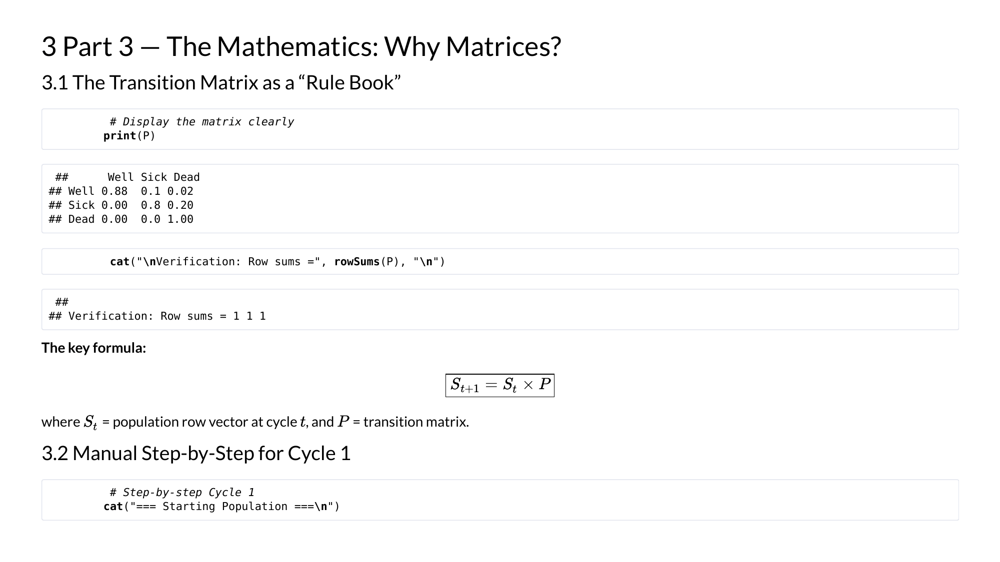 3 Part 3 — The Mathematics: Why Matrices?
3.1 The Transition Matrix as a “Rule Book”
# Display the matrix clearly
print(P)
##      Well Sick Dead
## Well 0.88  0.1 0.02
## Sick 0.00  0.8 0.20
## Dead 0.00  0.0 1.00
cat("\nVerification: Row sums =", rowSums(P), "\n")
##
## Verification: Row sums = 1 1 1
The key formula:
S_{t+1} = S_t × P
where S_t = population row vector at cycle t, and P = transition matrix.
3.2 Manual Step-by-Step for Cycle 1
# Step-by-step Cycle 1
cat("=== Starting Population ===\n")